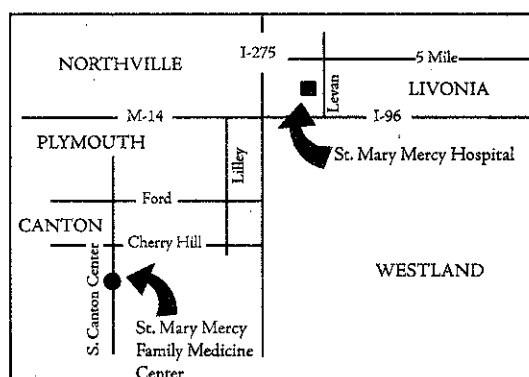 I-275
5 Mile
NORTHVILLE
Levan
LIVONIA
M-14
I-96
PLYMOUTH
Lilley
St. Mary Mercy Hospital
Ford
CANTON
Cherry Hill
S. Canton Center
WESTLAND
St. Mary Mercy
Family Medicine
Center